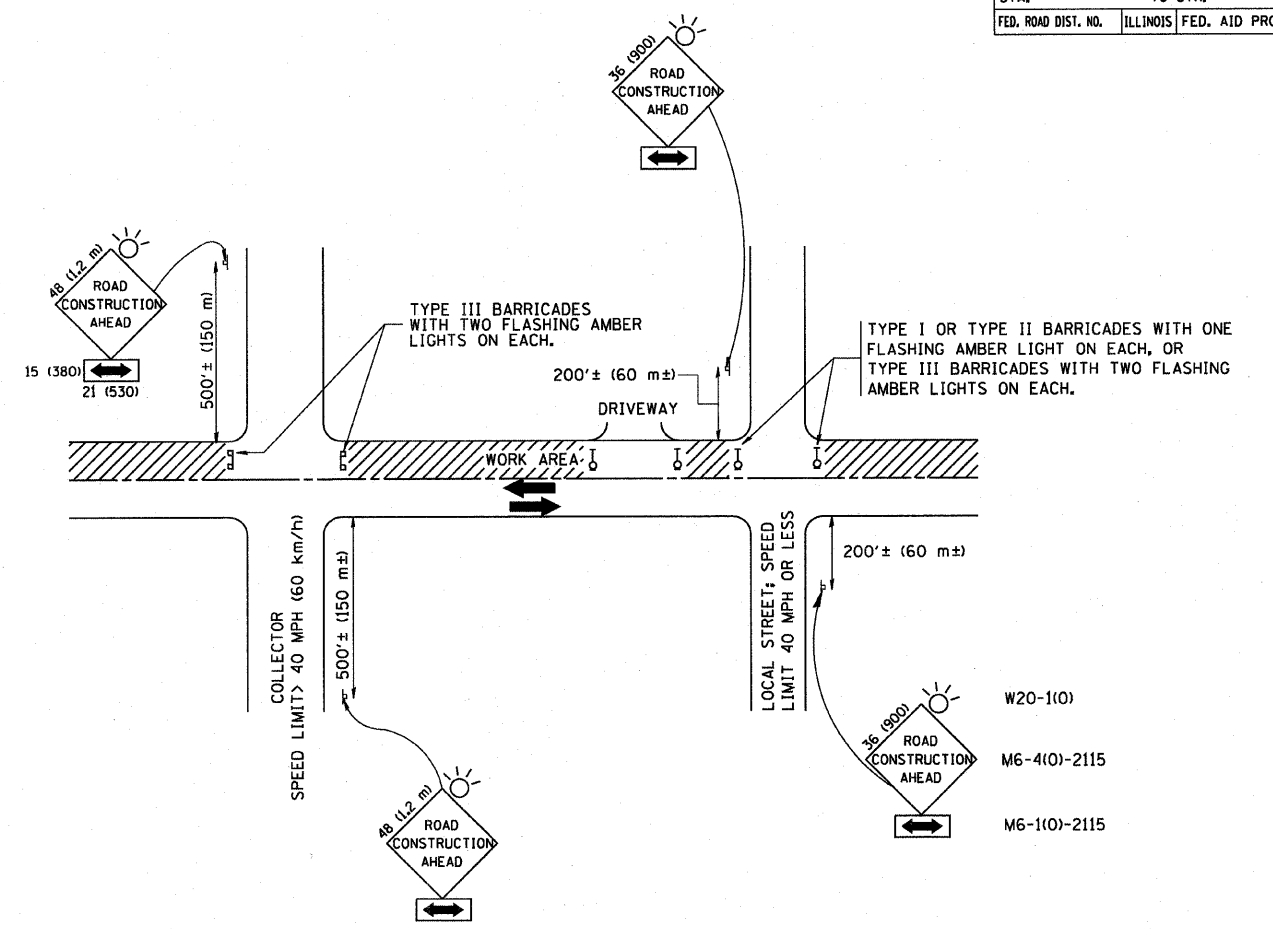 FED. ROAD DIST. NO. ILLINOIS FED. AID
36 (900)
ROAD
CONSTRUCTION
AHEAD
48 (1.2 m)
ROAD
CONSTRUCTION
AHEAD
15 (380)
21 (530)
500'± (150 m)
TYPE III BARRICADES
WITH TWO FLASHING AMBER
LIGHTS ON EACH.
200'± (60 m±)
DRIVEWAY
TYPE I OR TYPE II BARRICADES WITH ONE
FLASHING AMBER LIGHT ON EACH, OR
TYPE III BARRICADES WITH TWO FLASHING
AMBER LIGHTS ON EACH.
WORK AREA
COLLECTOR
SPEED LIMIT> 40 MPH (60 km/h)
500'± (150 m±)
LOCAL STREET; SPEED
LIMIT 40 MPH OR LESS
200'± (60 m±)
48 (1.2 m)
ROAD
CONSTRUCTION
AHEAD
36 (900)
ROAD
CONSTRUCTION
AHEAD
W20-1(O)
M6-4(O)-2115
M6-1(O)-2115